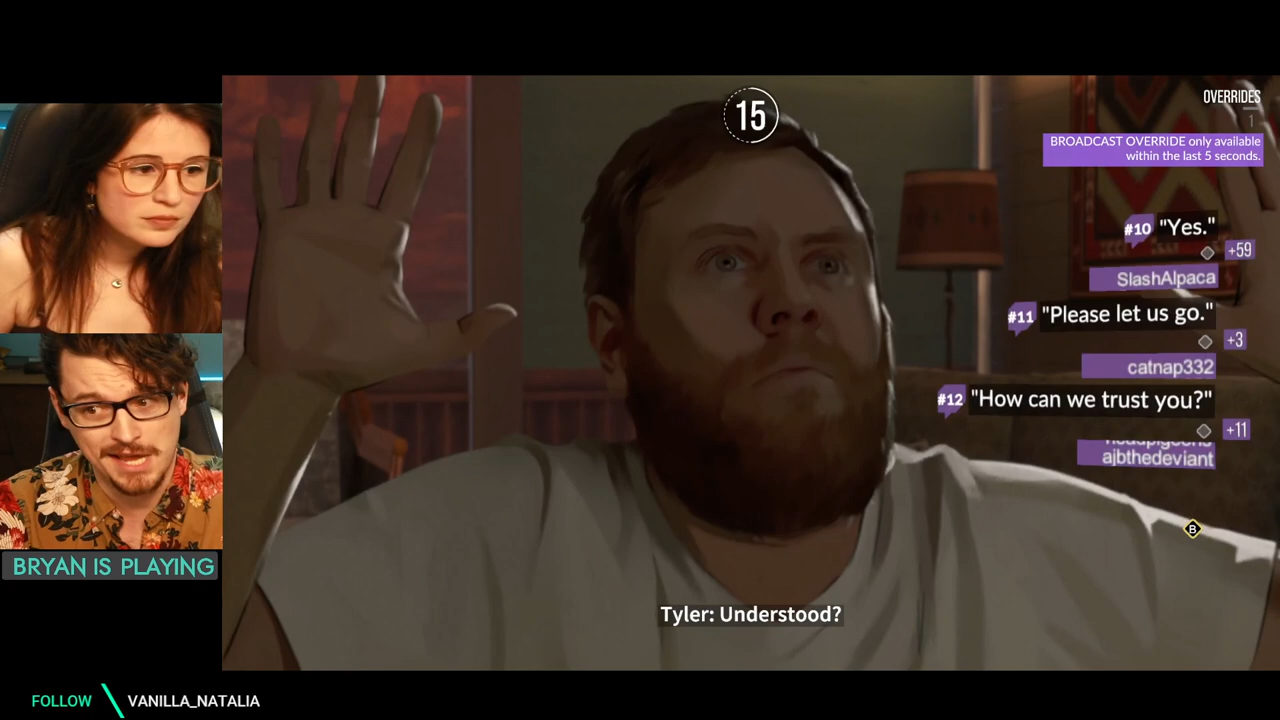 15
OVERRIDES
1
BROADCAST OVERRIDE only available
within the last 5 seconds.
#10 "Yes."
+59
SlashAlpaca
#11 "Please let us go."
+3
catnap332
#12 "How can we trust you?"
+11
ajbthedeviant
B
Tyler: Understood?
BRYAN IS PLAYING
FOLLOW VANILLA_NATALIA